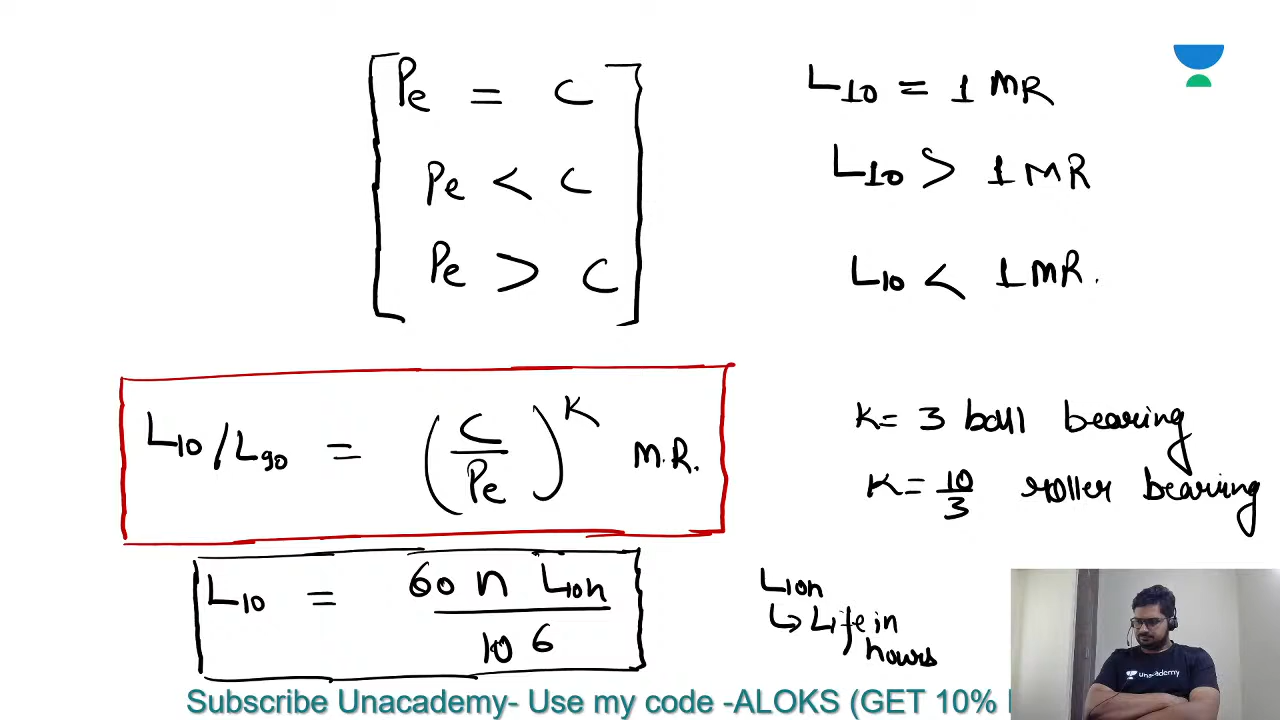 Pe = C
L10 = 1 MR
Pe < C
L10 > 1 MR
Pe > C
L10 < 1 MR.
L10/L90 = (C/Pe)^K M.R.
K = 3 ball bearing
K = 10/3 roller bearing
L10 = 60 n L10h / 10^6
L10h
↳ Life in
hours
unacademy
Subscribe Unacademy- Use my code -ALOKS (GET 10%